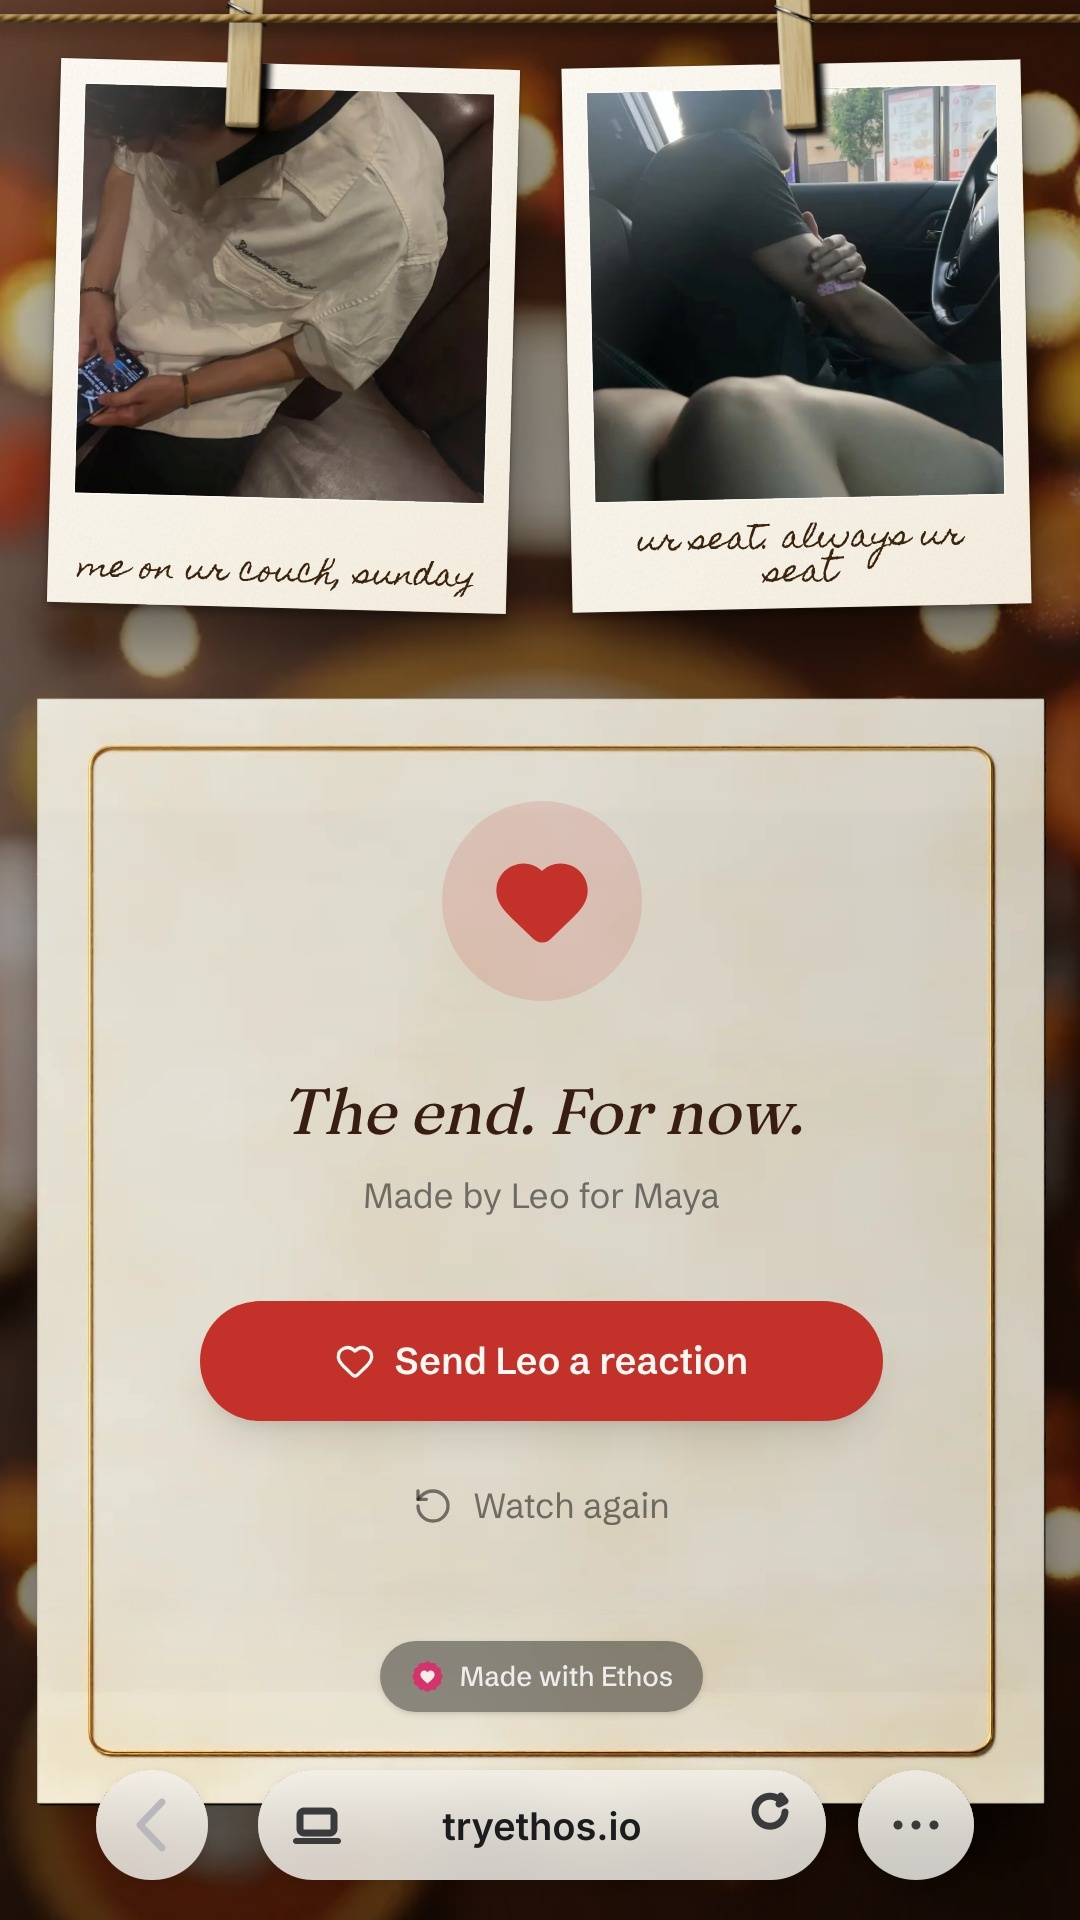 me on ur couch, sunday
ur seat. always ur
seat
The end. For now.
Made by Leo for Maya
Send Leo a reaction
Watch again
Made with Ethos
tryethos.io